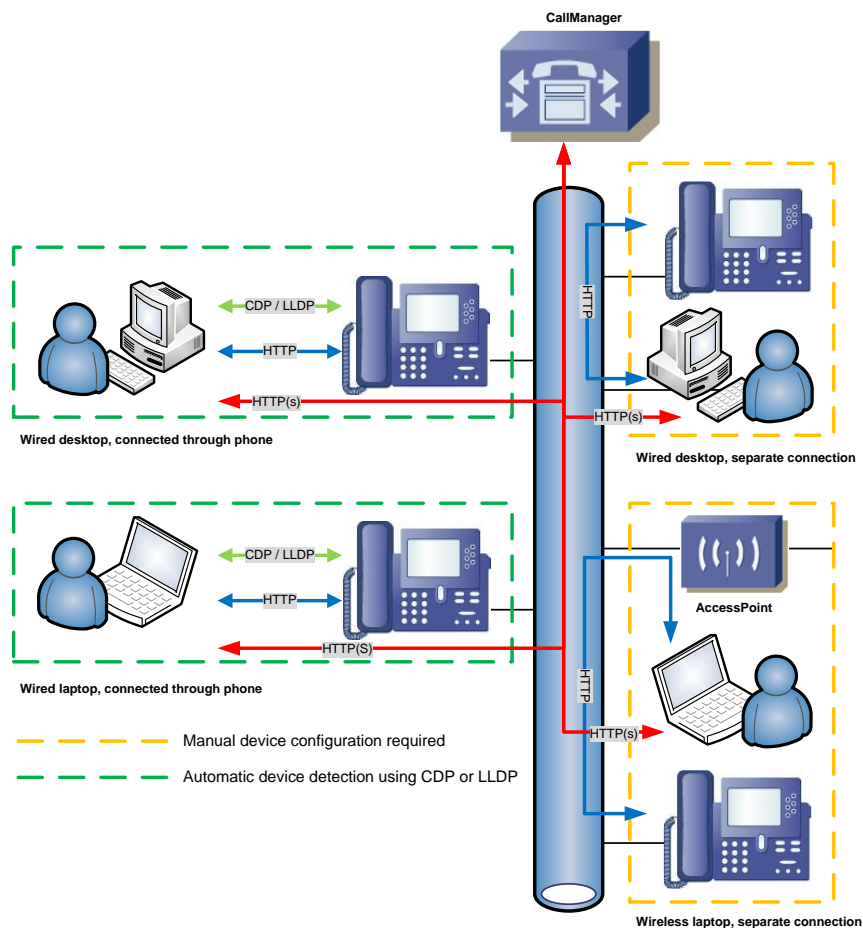 CallManager
CDP / LLDP
HTTP
HTTP(s)
Wired desktop, connected through phone
HTTP
HTTP(s)
Wired desktop, separate connection
CDP / LLDP
HTTP
HTTP(S)
Wired laptop, connected through phone
AccessPoint
HTTP
HTTP(s)
Manual device configuration required
Automatic device detection using CDP or LLDP
Wireless laptop, separate connection